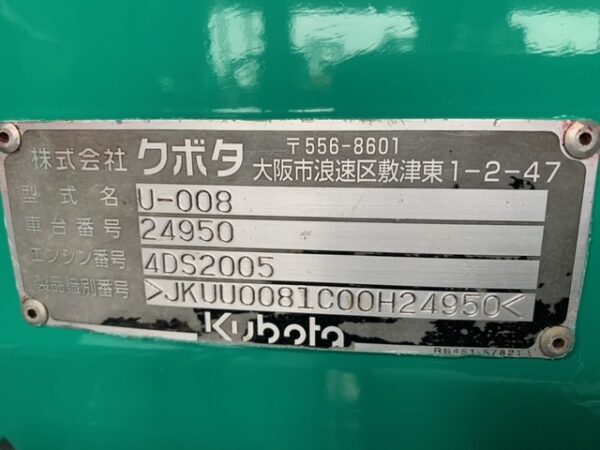 株式会社 クボタ 〒556-8601
大阪市浪速区敷津東1-2-47
型式名 U-008
車台番号 24950
エンジン番号 4DS2005
製品識別番号 >JKUU0081C00H24950<
Kubota